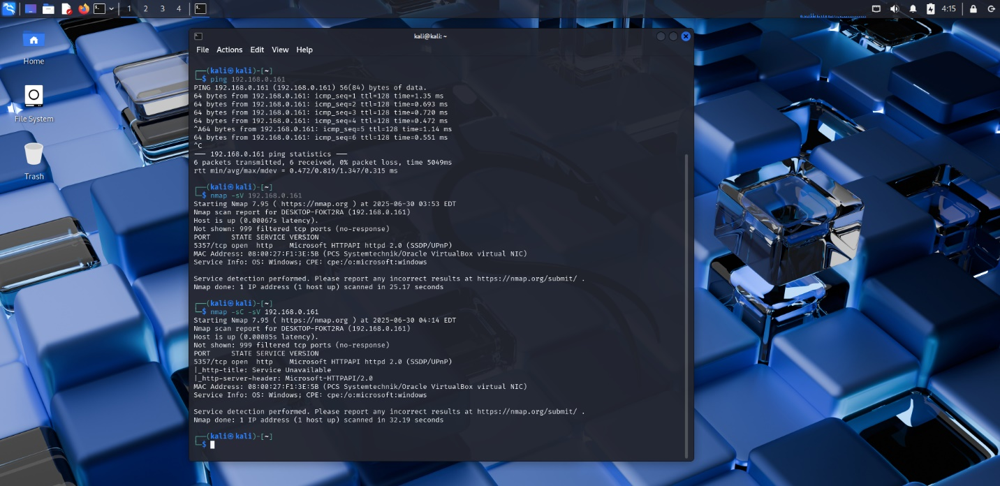 1 2 3 4
4:15
Home
File System
Trash
kali@kali: ~
File Actions Edit View Help
┌──(kali㉿kali)-[~]
└─$ ping 192.168.0.161
PING 192.168.0.161 (192.168.0.161) 56(84) bytes of data.
64 bytes from 192.168.0.161: icmp_seq=1 ttl=128 time=1.35 ms
64 bytes from 192.168.0.161: icmp_seq=2 ttl=128 time=0.693 ms
64 bytes from 192.168.0.161: icmp_seq=3 ttl=128 time=0.720 ms
64 bytes from 192.168.0.161: icmp_seq=4 ttl=128 time=0.472 ms
^A64 bytes from 192.168.0.161: icmp_seq=5 ttl=128 time=1.14 ms
64 bytes from 192.168.0.161: icmp_seq=6 ttl=128 time=0.551 ms
^C
--- 192.168.0.161 ping statistics ---
6 packets transmitted, 6 received, 0% packet loss, time 5049ms
rtt min/avg/max/mdev = 0.472/0.819/1.347/0.315 ms
┌──(kali㉿kali)-[~]
└─$ nmap -sV 192.168.0.161
Starting Nmap 7.95 ( https://nmap.org ) at 2025-06-30 03:53 EDT
Nmap scan report for DESKTOP-FOKT2RA (192.168.0.161)
Host is up (0.00067s latency).
Not shown: 999 filtered tcp ports (no-response)
PORT STATE SERVICE VERSION
5357/tcp open http Microsoft HTTPAPI httpd 2.0 (SSDP/UPnP)
MAC Address: 08:00:27:F1:3E:5B (PCS Systemtechnik/Oracle VirtualBox virtual NIC)
Service Info: OS: Windows; CPE: cpe:/o:microsoft:windows
Service detection performed. Please report any incorrect results at https://nmap.org/submit/ .
Nmap done: 1 IP address (1 host up) scanned in 25.17 seconds
┌──(kali㉿kali)-[~]
└─$ nmap -sC -sV 192.168.0.161
Starting Nmap 7.95 ( https://nmap.org ) at 2025-06-30 04:14 EDT
Nmap scan report for DESKTOP-FOKT2RA (192.168.0.161)
Host is up (0.00085s latency).
Not shown: 999 filtered tcp ports (no-response)
PORT STATE SERVICE VERSION
5357/tcp open http Microsoft HTTPAPI httpd 2.0 (SSDP/UPnP)
|_http-title: Service Unavailable
|_http-server-header: Microsoft-HTTPAPI/2.0
MAC Address: 08:00:27:F1:3E:5B (PCS Systemtechnik/Oracle VirtualBox virtual NIC)
Service Info: OS: Windows; CPE: cpe:/o:microsoft:windows
Service detection performed. Please report any incorrect results at https://nmap.org/submit/ .
Nmap done: 1 IP address (1 host up) scanned in 32.19 seconds
┌──(kali㉿kali)-[~]
└─$